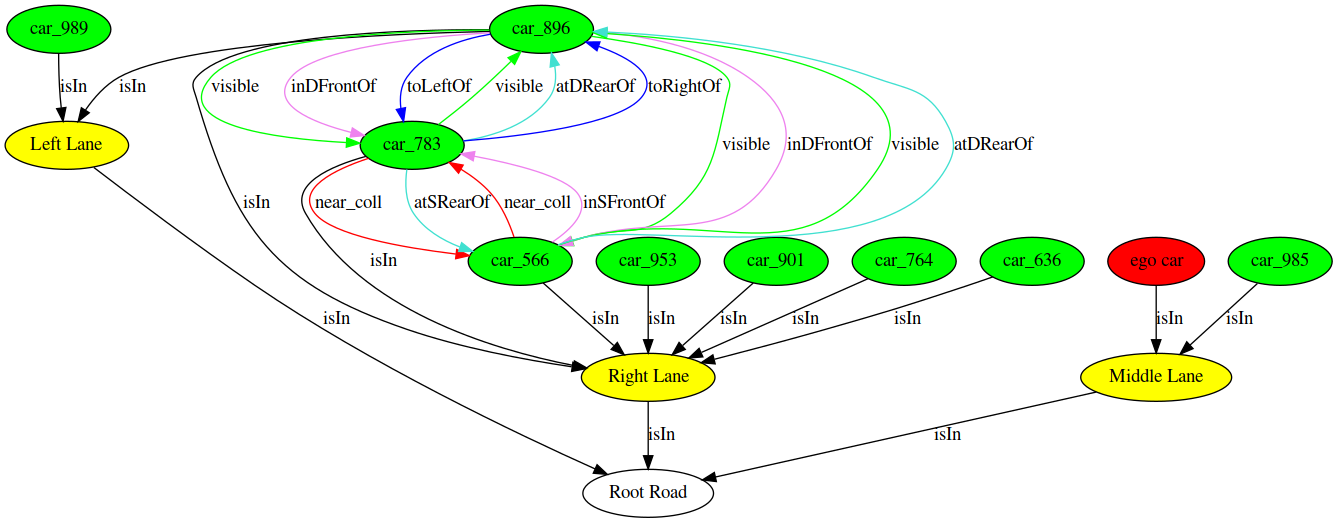 car_989
car_896
isIn
isIn
visible
inDFrontOf
toLeftOf
visible
atDRearOf
toRightOf
Left Lane
car_783
visible
inDFrontOf
visible
atDRearOf
isIn
near_coll
atSRearOf
near_coll
inSFrontOf
isIn
car_566
car_953
car_901
car_764
car_636
ego car
car_985
isIn
isIn
isIn
isIn
isIn
isIn
isIn
isIn
Right Lane
Middle Lane
isIn
isIn
Root Road